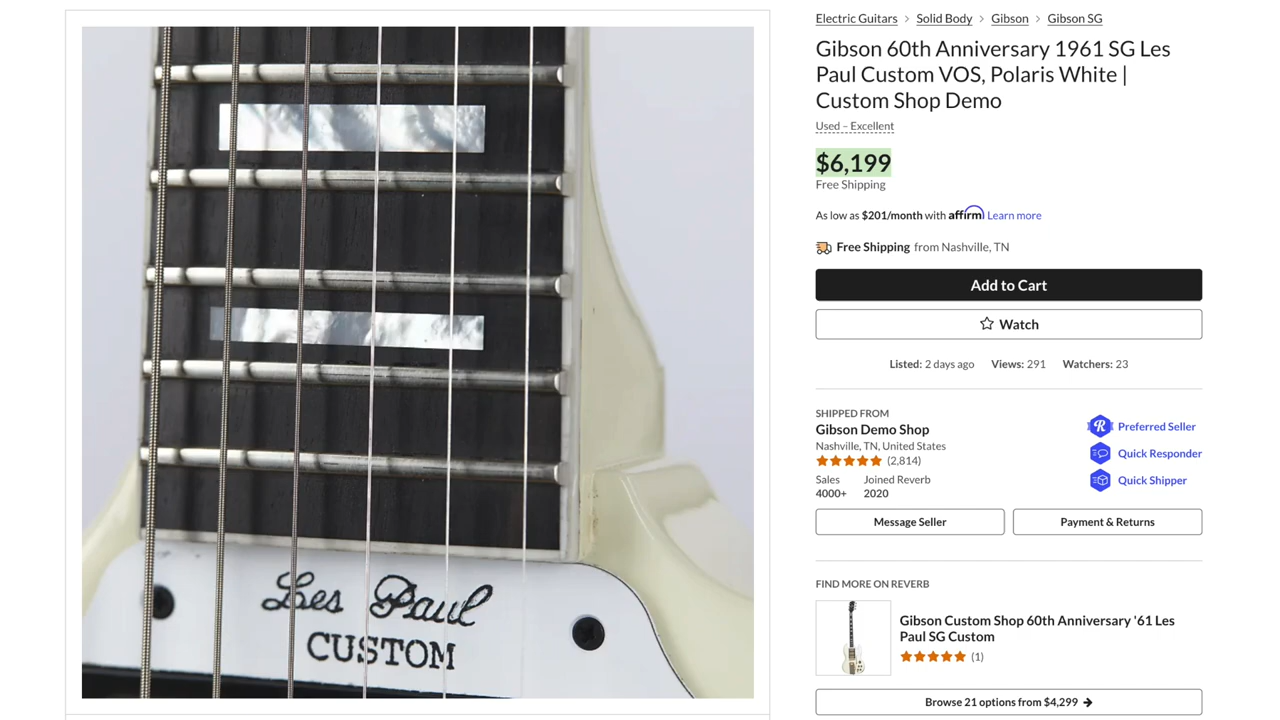 Electric Guitars > Solid Body > Gibson > Gibson SG
Gibson 60th Anniversary 1961 SG Les
Paul Custom VOS, Polaris White |
Custom Shop Demo
Used – Excellent
$6,199
Free Shipping
As low as $201/month with affirm Learn more
Free Shipping from Nashville, TN
Add to Cart
Watch
Listed: 2 days ago Views: 291 Watchers: 23
SHIPPED FROM
Gibson Demo Shop
Nashville, TN, United States
(2,814)
Sales Joined Reverb
4000+ 2020
R Preferred Seller
Quick Responder
Quick Shipper
Message Seller Payment & Returns
FIND MORE ON REVERB
Gibson Custom Shop 60th Anniversary '61 Les
Paul SG Custom
(1)
Browse 21 options from $4,299 →
Les Paul
CUSTOM